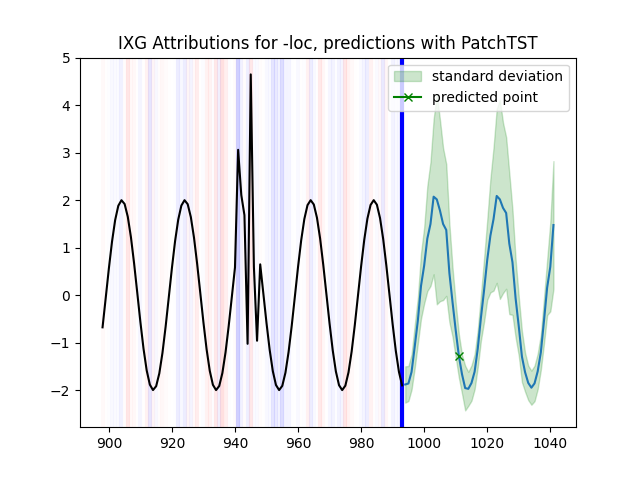 IXG Attributions for -loc, predictions with PatchTST
standard deviation
predicted point
5
4
3
2
1
0
−1
−2
900 920 940 960 980 1000 1020 1040